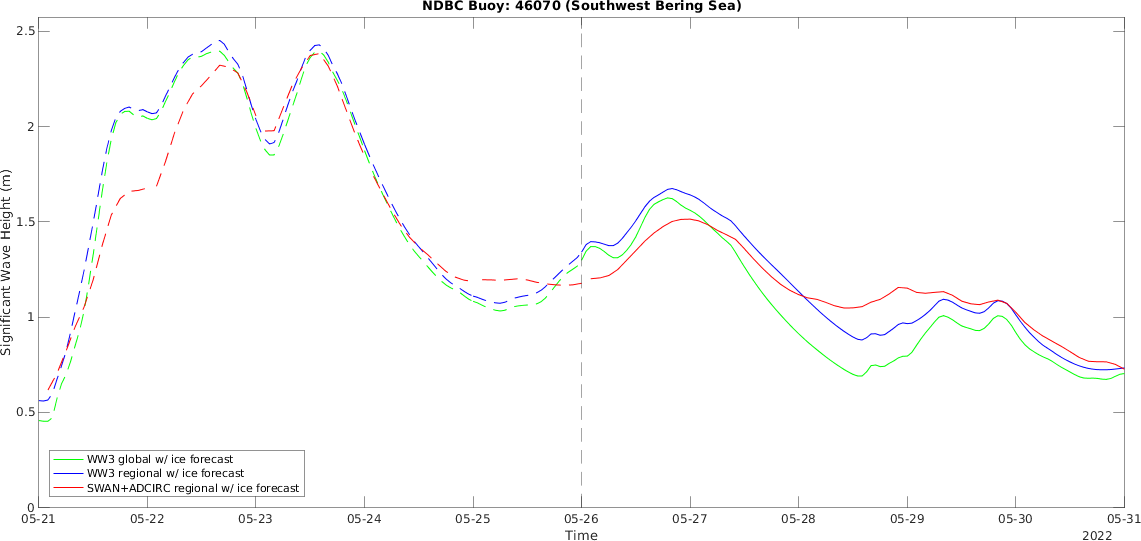 NDBC Buoy: 46070 (Southwest Bering Sea)
Significant Wave Height (m)
2.5
2
1.5
1
0.5
0
WW3 global w/ ice forecast
WW3 regional w/ ice forecast
SWAN+ADCIRC regional w/ ice forecast
05-21 05-22 05-23 05-24 05-25 05-26 05-27 05-28 05-29 05-30 05-31
Time
2022